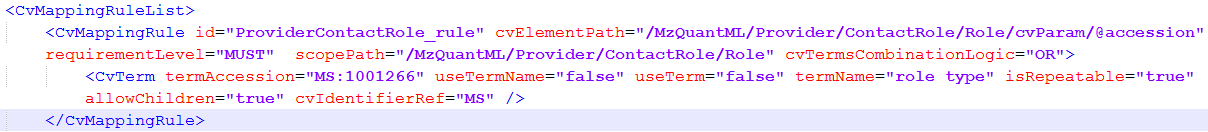 <CvMappingRuleList>
<CvMappingRule id="ProviderContactRole_rule" cvElementPath="/MzQuantML/Provider/ContactRole/Role/cvParam/@accession"
requirementLevel="MUST" scopePath="/MzQuantML/Provider/ContactRole/Role" cvTermsCombinationLogic="OR">
<CvTerm termAccession="MS:1001266" useTermName="false" useTerm="false" termName="role type" isRepeatable="true"
allowChildren="true" cvIdentifierRef="MS" />
</CvMappingRule>